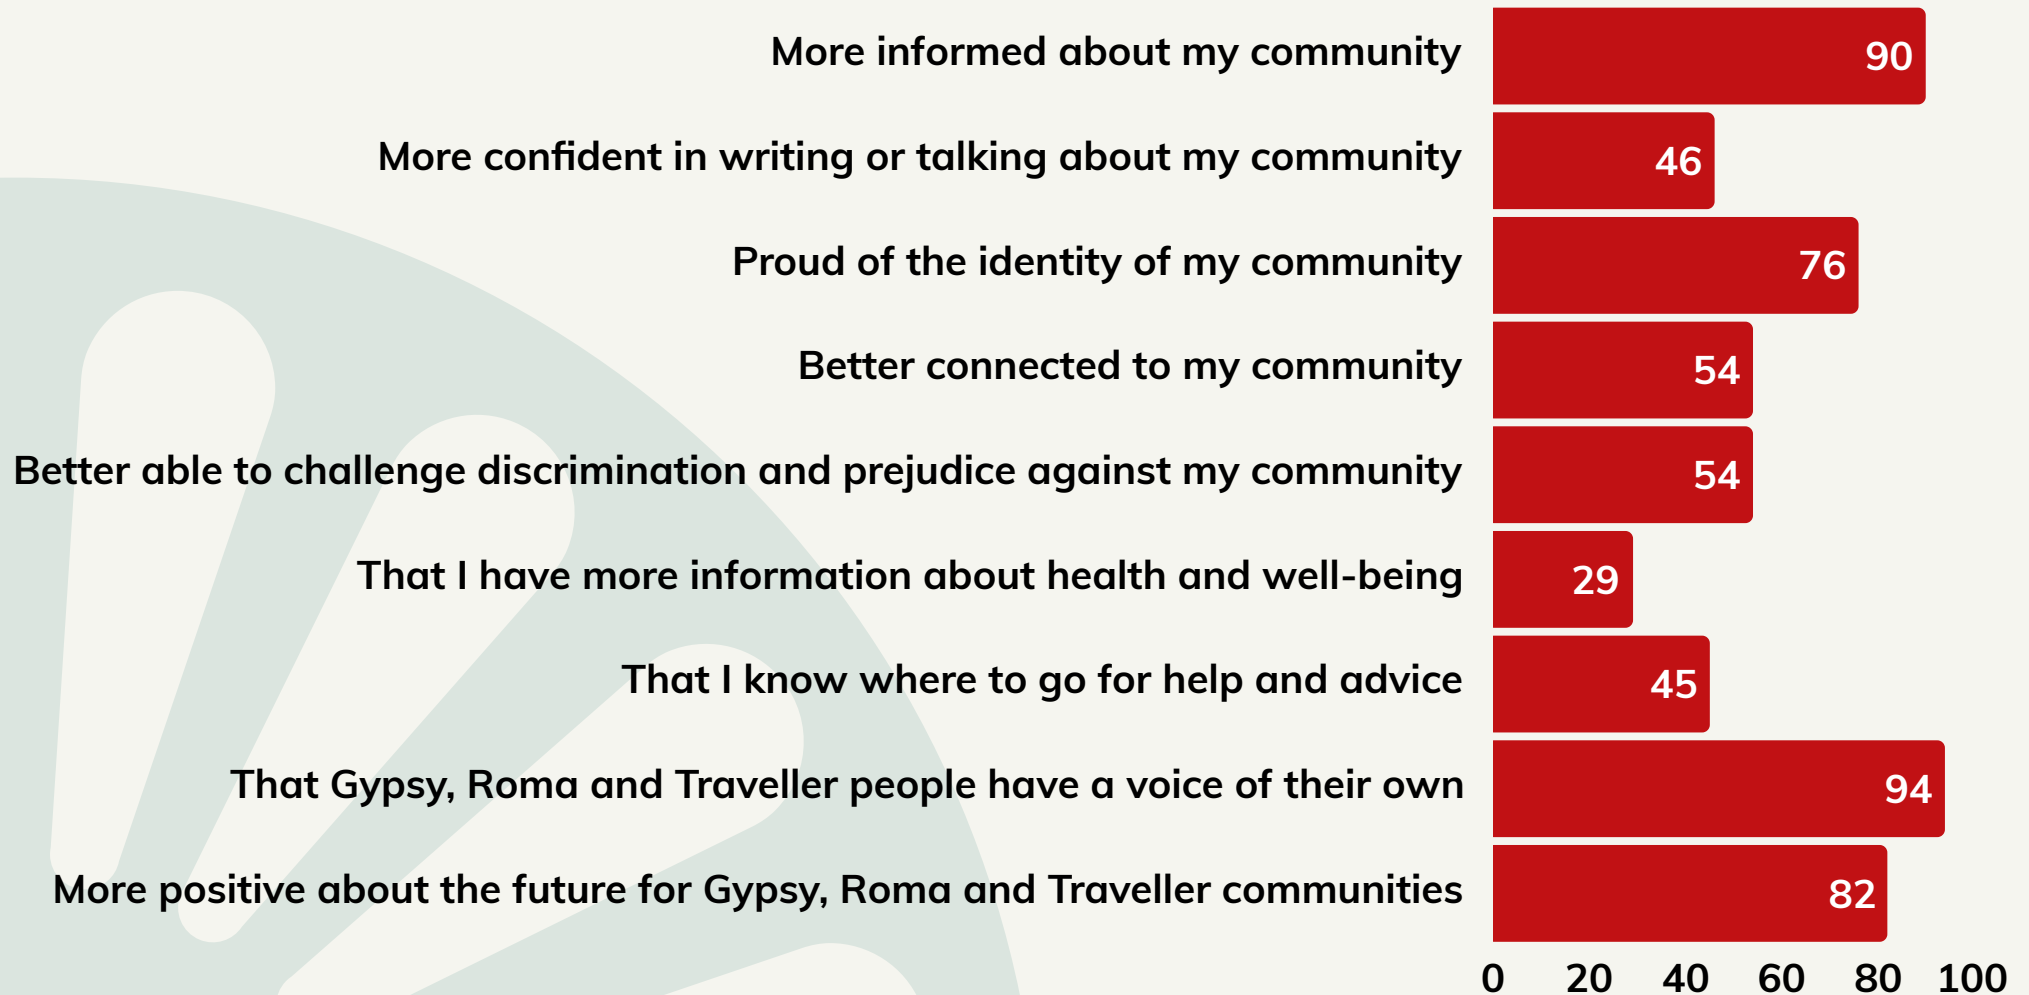 More informed about my community 90
More confident in writing or talking about my community 46
Proud of the identity of my community 76
Better connected to my community 54
Better able to challenge discrimination and prejudice against my community 54
That I have more information about health and well-being 29
That I know where to go for help and advice 45
That Gypsy, Roma and Traveller people have a voice of their own 94
More positive about the future for Gypsy, Roma and Traveller communities 82
0 20 40 60 80 100